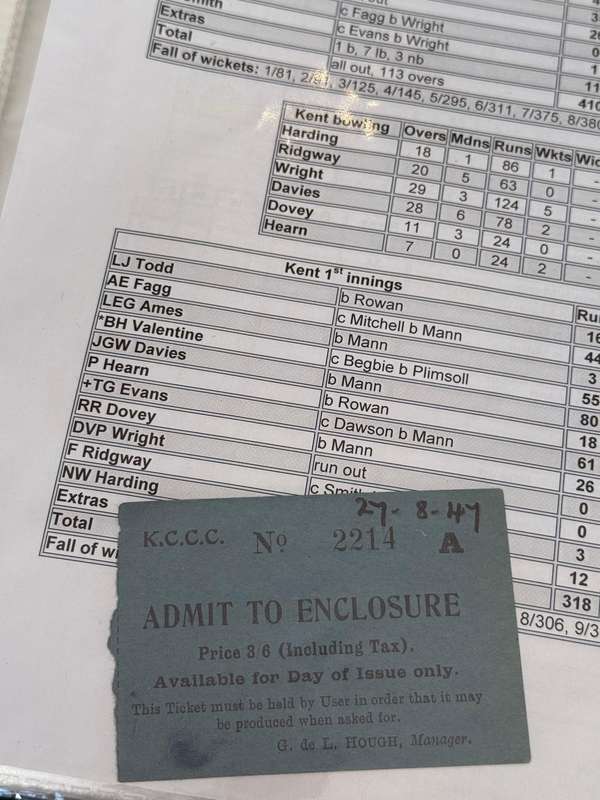 c Fagg b Wright
Extras c Evans b Wright
Total 1 b, 7 lb, 3 nb
all out, 113 overs 410
Fall of wickets: 1/81, 3/125, 4/145, 5/295, 6/311, 7/375,
Kent bowling Overs Mdns Runs Wkts
Harding 18 1 86 1 -
Ridgway 20 5 63 0 -
Wright 29 3 124 5 -
Davies 28 6 78 2 -
Dovey 11 3 24 0 -
Hearn 7 0 24 2 -
Kent 1st innings
LJ Todd b Rowan
AE Fagg c Mitchell b Mann 44
LEG Ames b Mann 3
*BH Valentine c Begbie b Plimsoll 55
JGW Davies b Mann 80
P Hearn b Rowan 18
+TG Evans c Dawson b Mann 61
RR Dovey b Mann 26
DVP Wright run out 0
F Ridgway 0
NW Harding 3
Extras 12
Total 318
Fall of 8/306,
27-8-47
K.C.C.C. No 2214 A
ADMIT TO ENCLOSURE
Price 3/6 (Including Tax).
Available for Day of Issue only.
This Ticket must be held by User in order that it may
be produced when asked for.
G. de L. HOUGH, Manager.